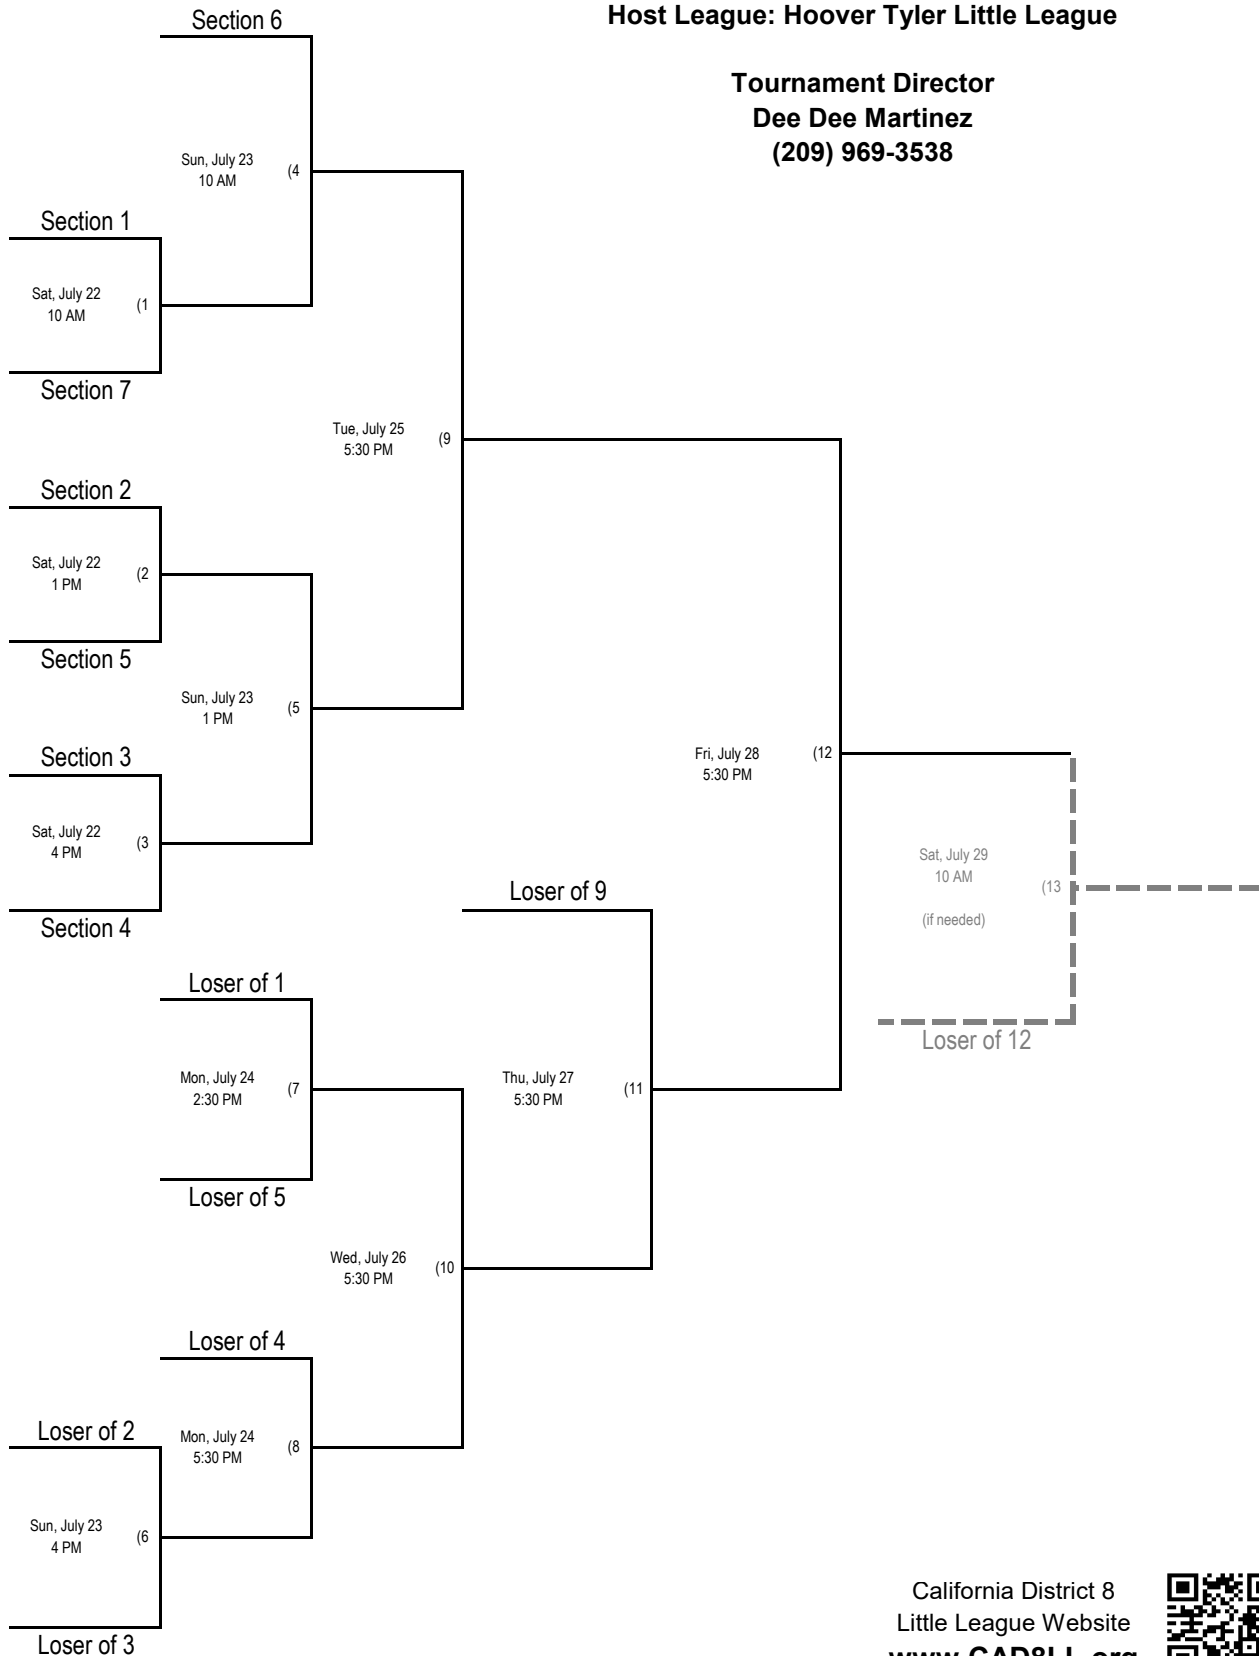 Host League: Hoover Tyler Little League
Tournament Director
Dee Dee Martinez
(209) 969-3538
Section 6
Sun, July 23
10 AM
(4
Section 1
Sat, July 22
10 AM
(1
Section 7
Tue, July 25
5:30 PM
(9
Section 2
Sat, July 22
1 PM
(2
Section 5
Sun, July 23
1 PM
(5
Section 3
Sat, July 22
4 PM
(3
Section 4
Fri, July 28
5:30 PM
(12
Sat, July 29
10 AM
(13
(if needed)
Loser of 12
Loser of 9
Thu, July 27
5:30 PM
(11
Loser of 1
Mon, July 24
2:30 PM
(7
Loser of 5
Wed, July 26
5:30 PM
(10
Loser of 4
Mon, July 24
5:30 PM
(8
Loser of 2
Sun, July 23
4 PM
(6
Loser of 3
California District 8
Little League Website
www.CAD8LL.org